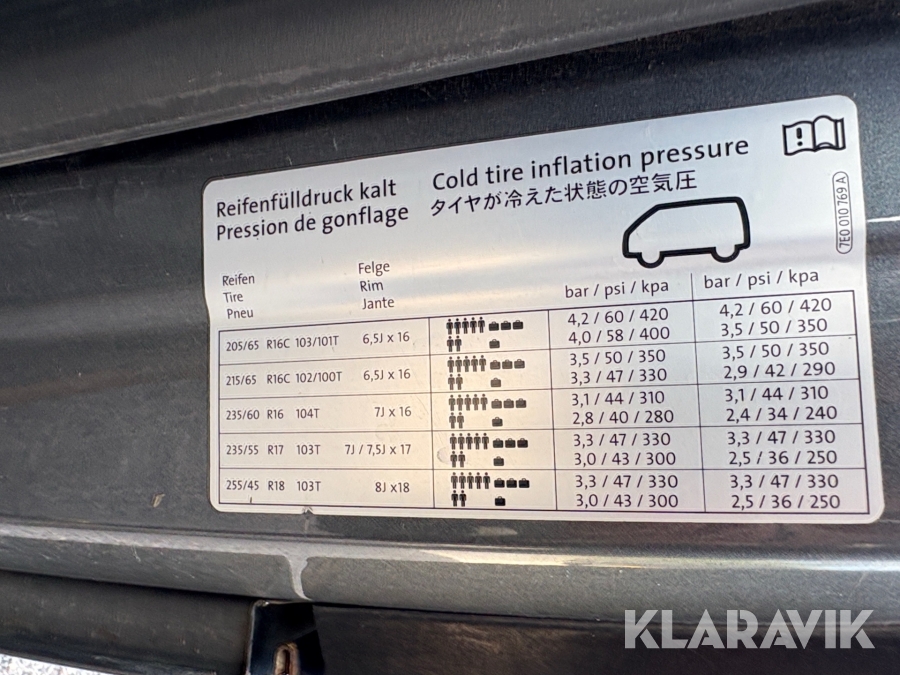 Reifenfülldruck kalt
Pression de gonflage
Cold tire inflation pressure
タイヤが冷えた状態の空気圧
7E0 010 769 A
Reifen
Tire
Pneu
Felge
Rim
Jante
bar / psi / kpa
bar / psi / kpa
205/65 R16C 103/101T 6,5J x 16
4,2 / 60 / 420 4,2 / 60 / 420
4,0 / 58 / 400 3,5 / 50 / 350
215/65 R16C 102/100T 6,5J x 16
3,5 / 50 / 350 3,5 / 50 / 350
3,3 / 47 / 330 2,9 / 42 / 290
235/60 R16 104T 7J x 16
3,1 / 44 / 310 3,1 / 44 / 310
2,8 / 40 / 280 2,4 / 34 / 240
235/55 R17 103T 7J / 7,5J x 17
3,3 / 47 / 330 3,3 / 47 / 330
3,0 / 43 / 300 2,5 / 36 / 250
255/45 R18 103T 8J x18
3,3 / 47 / 330 3,3 / 47 / 330
3,0 / 43 / 300 2,5 / 36 / 250
KLARAVIK